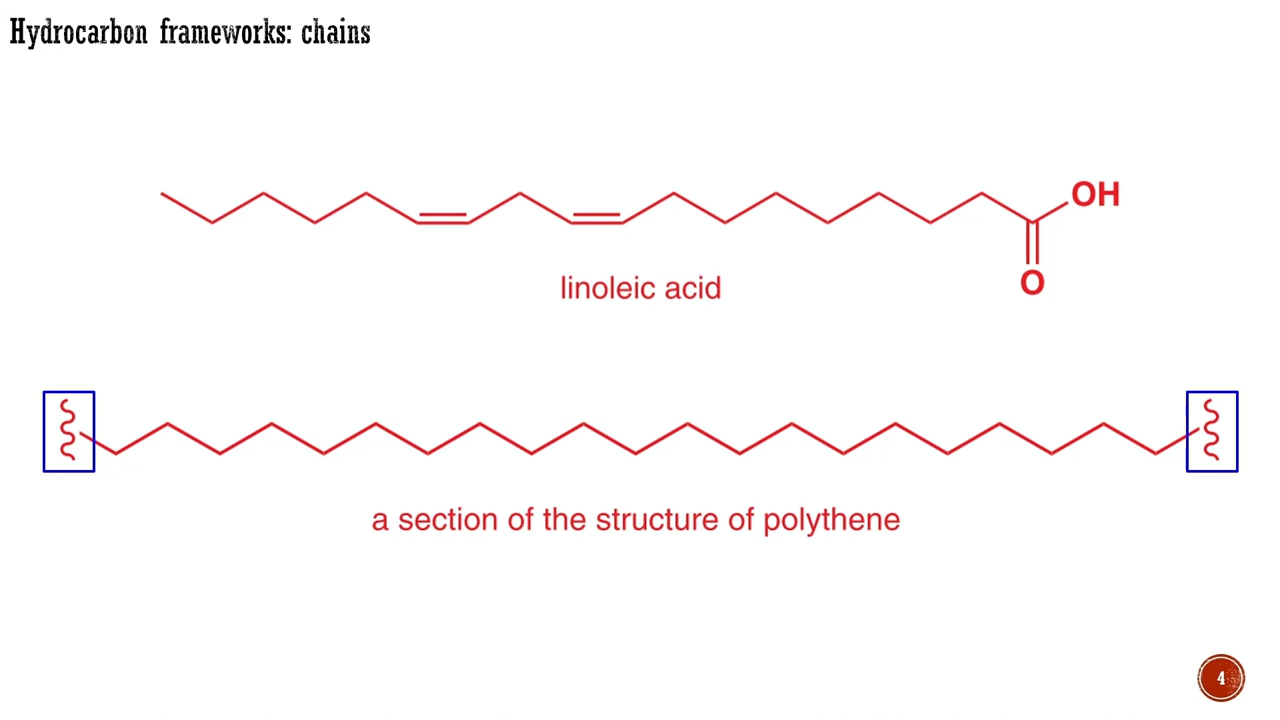 Hydrocarbon frameworks: chains
OH
O
linoleic acid
a section of the structure of polythene
4